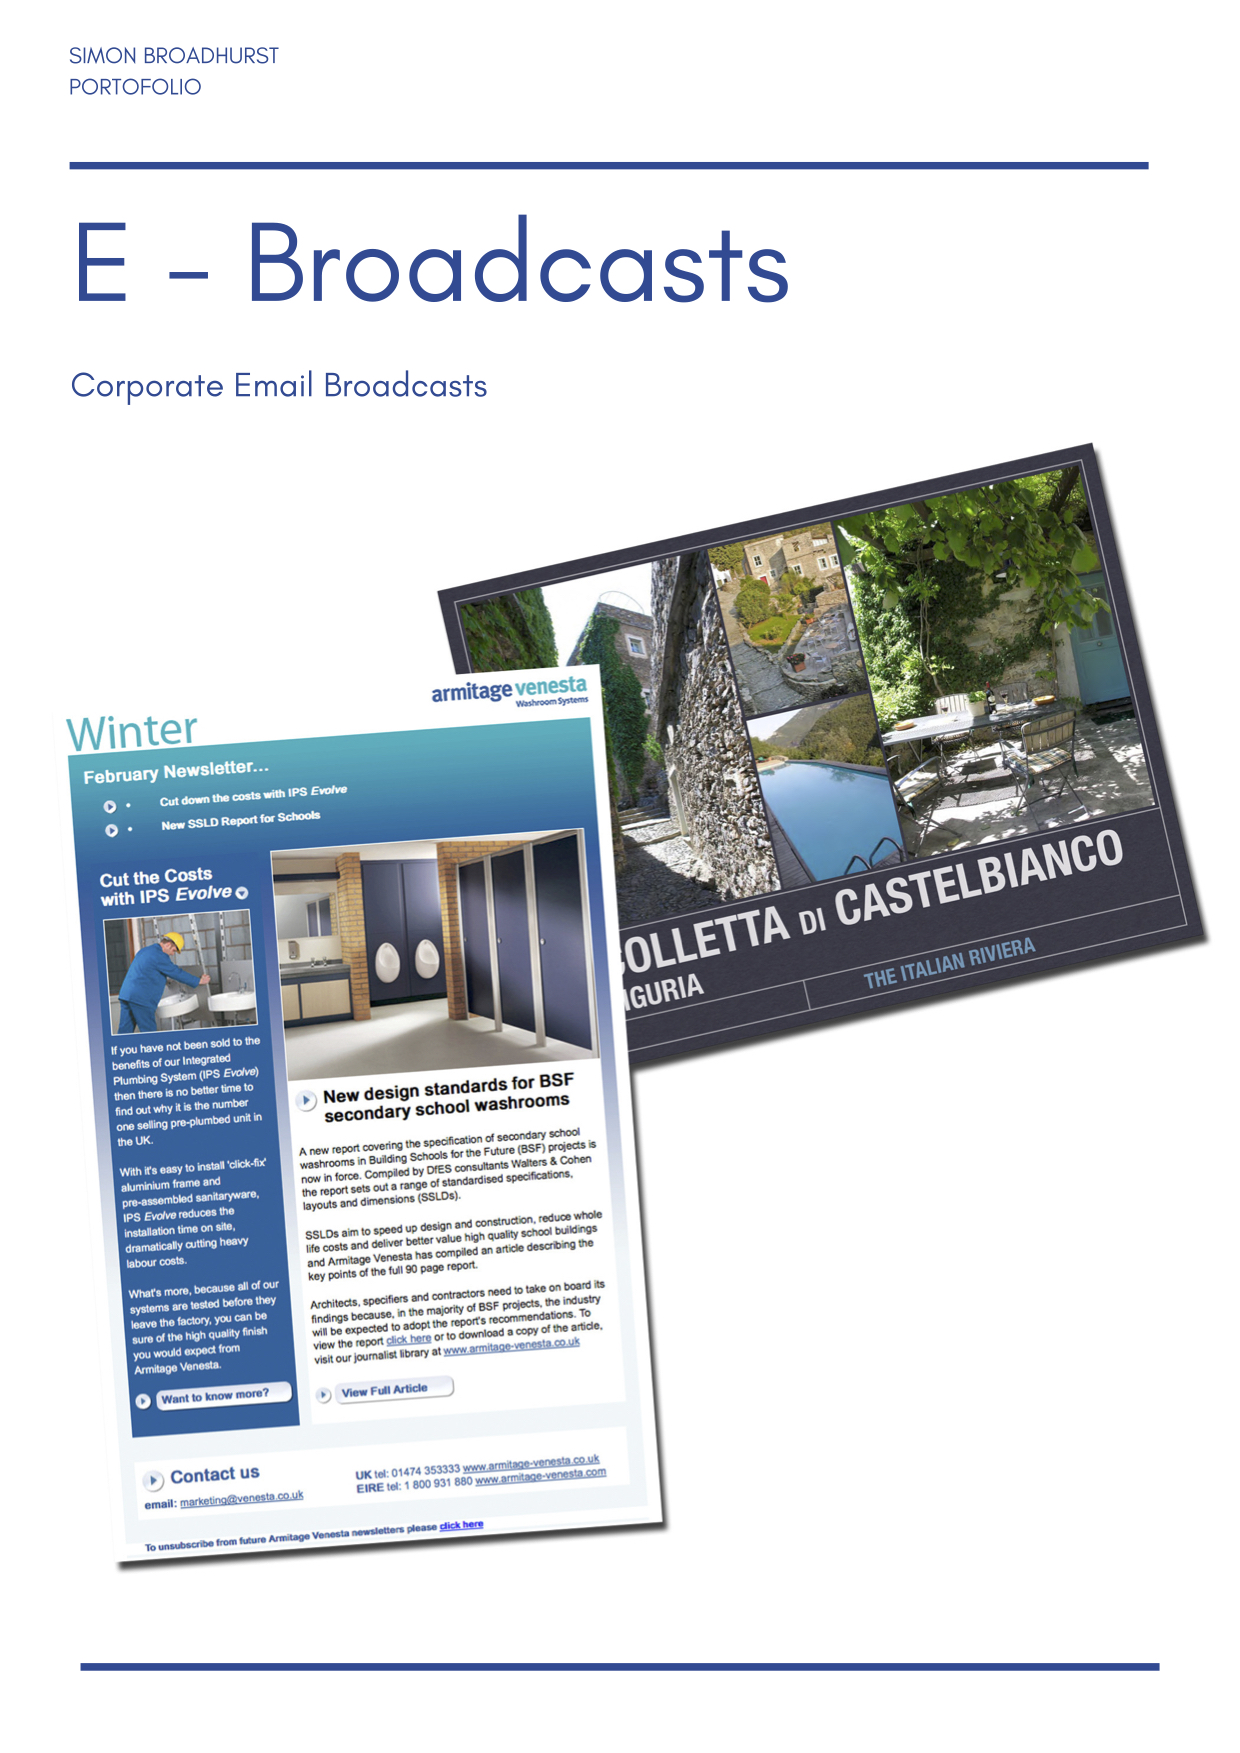 SIMON BROADHURST
PORTOFOLIO
E - Broadcasts
Corporate Email Broadcasts
armitage venesta
Washroom Systems
Winter
February Newsletter...
• Cut down the costs with IPS Evolve
• New SSLD Report for Schools
Cut the Costs
with IPS Evolve
If you have not been sold to the
benefits of our Integrated
Plumbing System (IPS Evolve)
then there is no better time to
find out why it is the number
one selling pre-plumbed unit in
the UK.
With it's easy to install 'click-fix'
aluminium frame and
pre-assembled sanitaryware,
IPS Evolve reduces the
installation time on site,
dramatically cutting heavy
labour costs.
What's more, because all of our
systems are tested before they
leave the factory, you can be
sure of the high quality finish
you would expect from
Armitage Venesta.
Want to know more?
New design standards for BSF
secondary school washrooms
A new report covering the specification of secondary school
washrooms in Building Schools for the Future (BSF) projects is
now in force. Compiled by DfES consultants Walters & Cohen
the report sets out a range of standardised specifications,
layouts and dimensions (SSLDs).
SSLDs aim to speed up design and construction, reduce whole
life costs and deliver better value high quality school buildings
and Armitage Venesta has compiled an article describing the
key points of the full 90 page report.
Architects, specifiers and contractors need to take on board its
findings because, in the majority of BSF projects, the industry
will be expected to adopt the report's recommendations. To
view the report click here or to download a copy of the article,
visit our journalist library at www.armitage-venesta.co.uk
View Full Article
Contact us
email: marketing@venesta.co.uk
UK tel: 01474 353333 www.armitage-venesta.co.uk
EIRE tel: 1 800 931 880 www.armitage-venesta.com
To unsubscribe from future Armitage Venesta newsletters please click here
OLLETTA DI CASTELBIANCO
IGURIA
THE ITALIAN RIVIERA